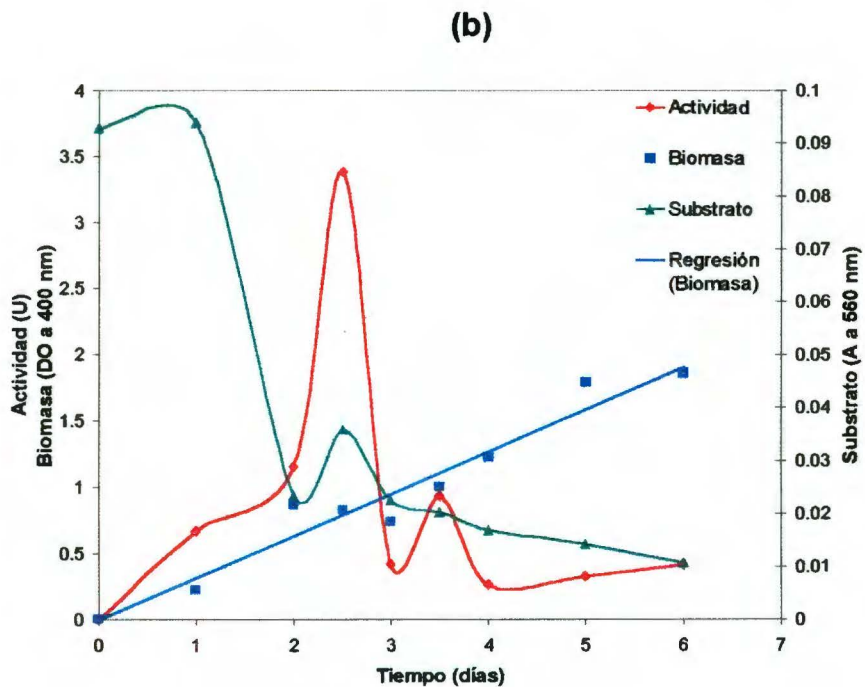 (b)
4
3.5
3
2.5
2
1.5
1
0.5
0
Actividad (U)
Biomasa (DO a 400 nm)
0.1
0.09
0.08
0.07
0.06
0.05
0.04
0.03
0.02
0.01
0
Substrato (A a 560 nm)
Actividad
Biomasa
Substrato
Regresión
(Biomasa)
0 1 2 3 4 5 6 7
Tiempo (días)